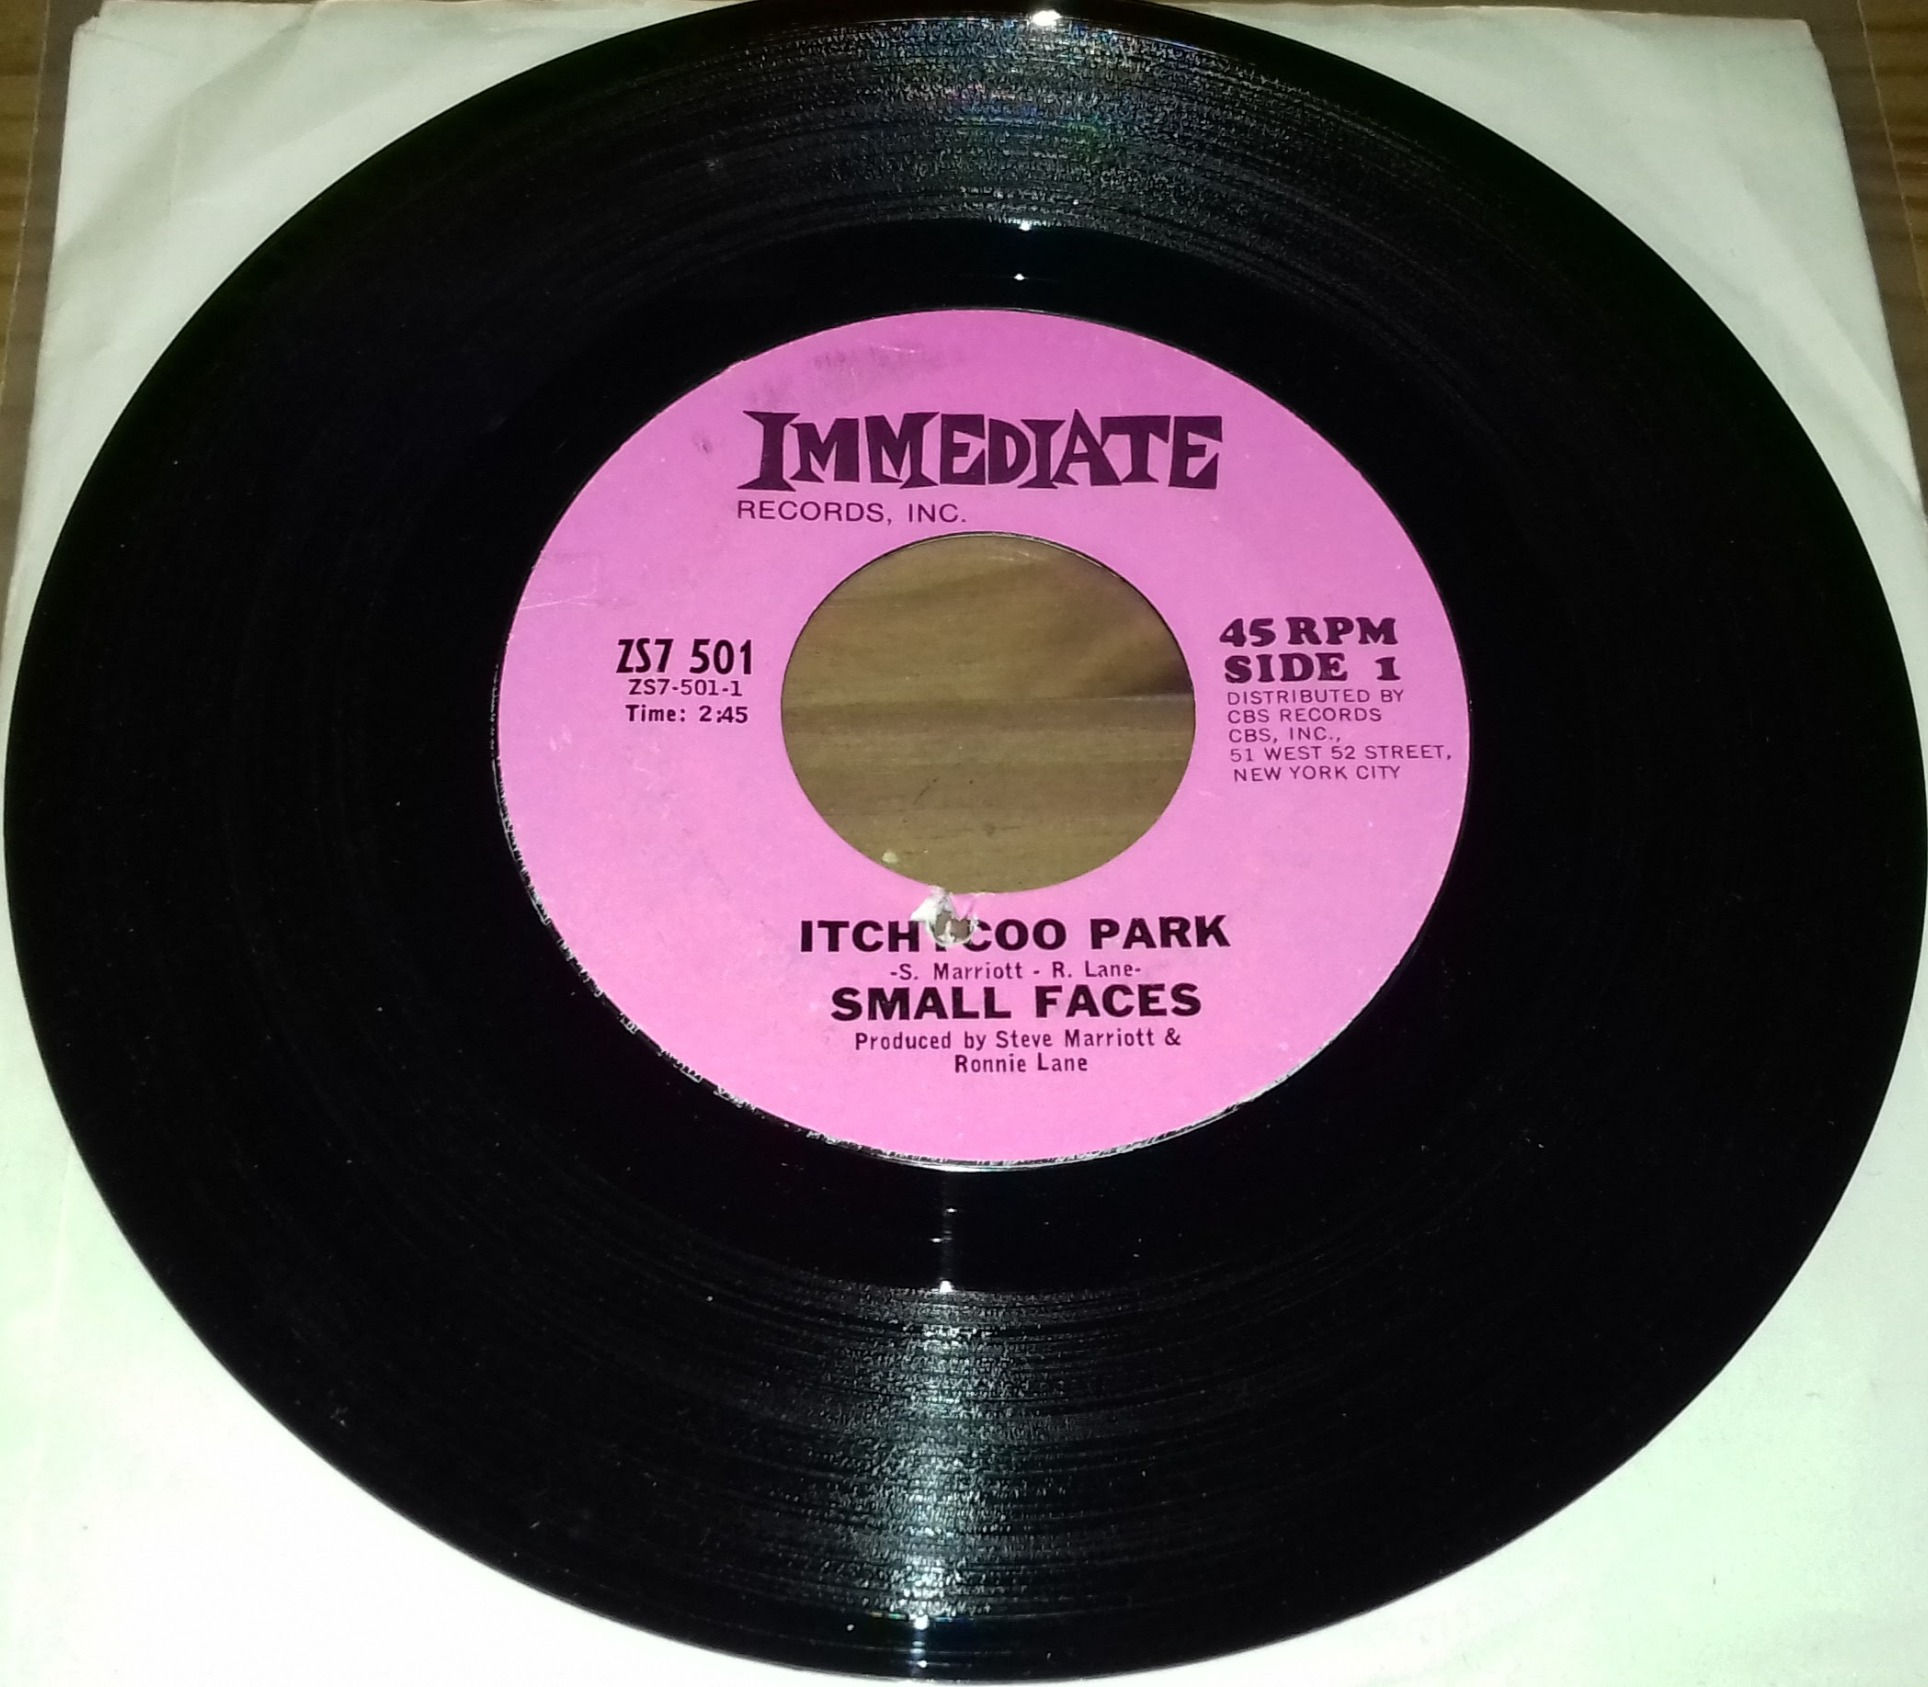 IMMEDIATE
RECORDS, INC.
ZS7 501
ZS7-501-1
Time: 2:45
45 RPM
SIDE 1
DISTRIBUTED BY
CBS RECORDS
CBS, INC.,
51 WEST 52 STREET,
NEW YORK CITY
ITCHYCOO PARK
-S. Marriott - R. Lane-
SMALL FACES
Produced by Steve Marriott &
Ronnie Lane